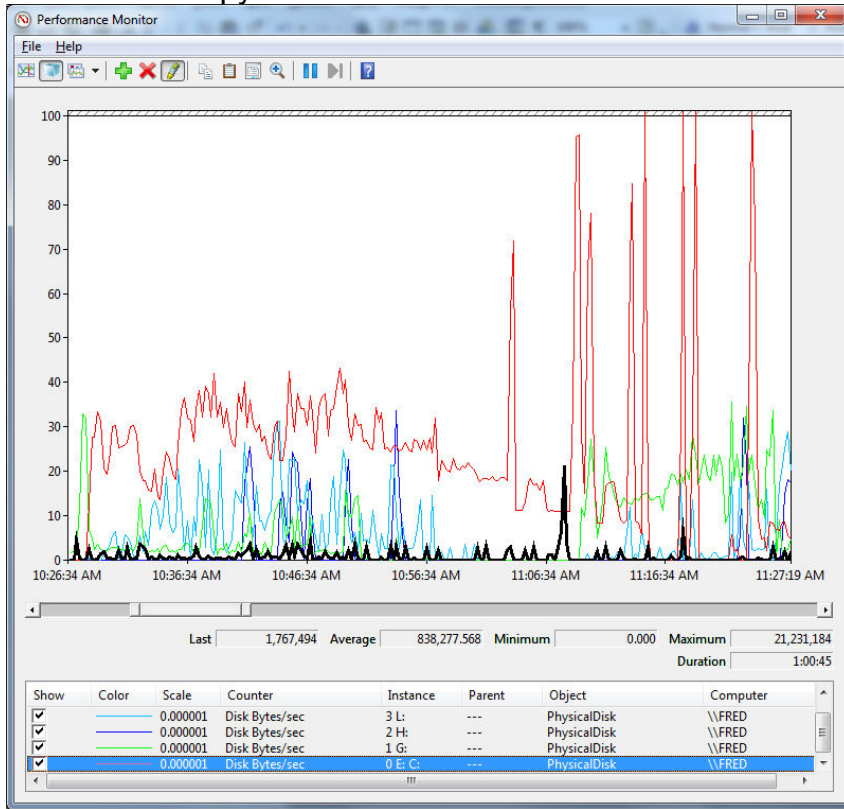 py
Performance Monitor
File Help
100
90
80
70
60
50
40
30
20
10
0
10:26:34 AM 10:36:34 AM 10:46:34 AM 10:56:34 AM 11:06:34 AM 11:16:34 AM 11:27:19 AM
Last 1,767,494 Average 838,277.568 Minimum 0.000 Maximum 21,231,184
Duration 1:00:45
Show Color Scale Counter Instance Parent Object Computer
0.000001 Disk Bytes/sec 3 L: --- PhysicalDisk \\FRED
0.000001 Disk Bytes/sec 2 H: --- PhysicalDisk \\FRED
0.000001 Disk Bytes/sec 1 G: --- PhysicalDisk \\FRED
0.000001 Disk Bytes/sec 0 E: C: --- PhysicalDisk \\FRED